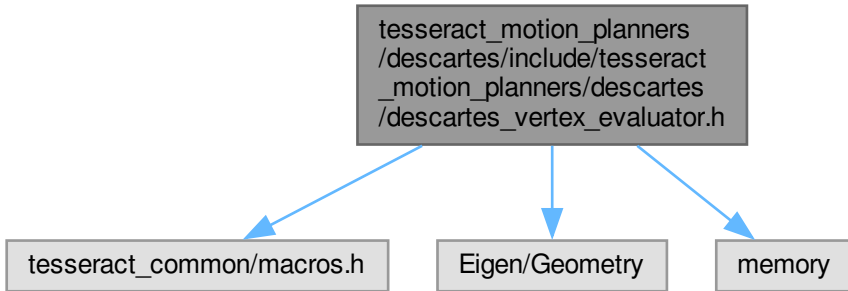 tesseract_motion_planners
/descartes/include/tesseract
_motion_planners/descartes
/descartes_vertex_evaluator.h
tesseract_common/macros.h
Eigen/Geometry
memory